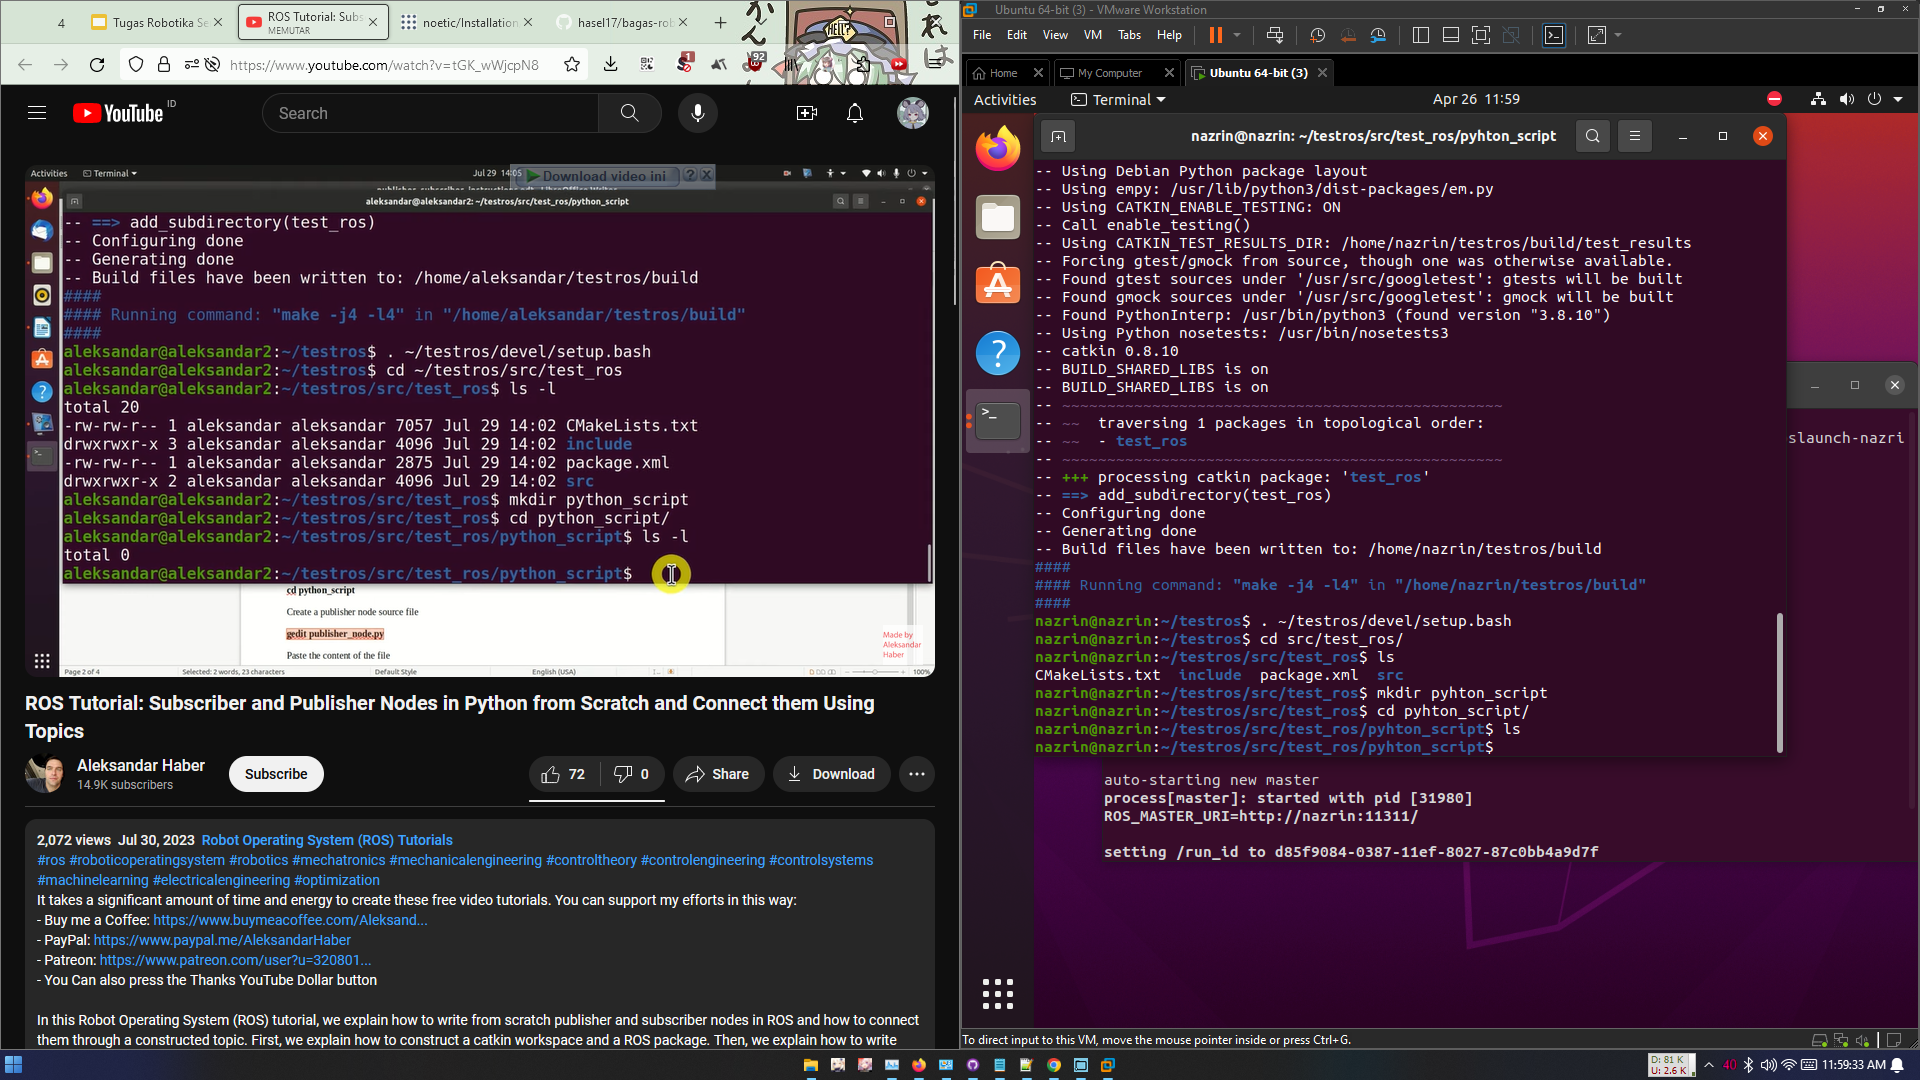 4
Tugas Robotika Se
ROS Tutorial: Subs
MEMUTAR
noetic/Installation
hasel17/bagas-rob
https://www.youtube.com/watch?v=tGK_wWjcpN8
1
92
HELL?
YouTube
ID
Search
Activities
Terminal
Jul 29 14:05
Download video ini
aleksandar@aleksandar2: ~/testros/src/test_ros/python_script
-- ==> add_subdirectory(test_ros)
-- Configuring done
-- Generating done
-- Build files have been written to: /home/aleksandar/testros/build
####
#### Running command: "make -j4 -l4" in "/home/aleksandar/testros/build"
####
aleksandar@aleksandar2:~/testros$ . ~/testros/devel/setup.bash
aleksandar@aleksandar2:~/testros$ cd ~/testros/src/test_ros
aleksandar@aleksandar2:~/testros/src/test_ros$ ls -l
total 20
-rw-rw-r-- 1 aleksandar aleksandar 7057 Jul 29 14:02 CMakeLists.txt
drwxrwxr-x 3 aleksandar aleksandar 4096 Jul 29 14:02 include
-rw-rw-r-- 1 aleksandar aleksandar 2875 Jul 29 14:02 package.xml
drwxrwxr-x 2 aleksandar aleksandar 4096 Jul 29 14:02 src
aleksandar@aleksandar2:~/testros/src/test_ros$ mkdir python_script
aleksandar@aleksandar2:~/testros/src/test_ros$ cd python_script/
aleksandar@aleksandar2:~/testros/src/test_ros/python_script$ ls -l
total 0
aleksandar@aleksandar2:~/testros/src/test_ros/python_script$
cd python_script
Create a publisher node source file
gedit publisher_node.py
Paste the content of the file
Made by
Aleksandar
Haber
Page 2 of 4
Selected: 2 words, 23 characters
Default Style
English (USA)
100%
ROS Tutorial: Subscriber and Publisher Nodes in Python from Scratch and Connect them Using
Topics
Aleksandar Haber
14.9K subscribers
Subscribe
72
0
Share
Download
2,072 views Jul 30, 2023 Robot Operating System (ROS) Tutorials
#ros #roboticoperatingsystem #robotics #mechatronics #mechanicalengineering #controltheory #controlengineering #controlsystems
#machinelearning #electricalengineering #optimization
It takes a significant amount of time and energy to create these free video tutorials. You can support my efforts in this way:
- Buy me a Coffee: https://www.buymeacoffee.com/Aleksand...
- PayPal: https://www.paypal.me/AleksandarHaber
- Patreon: https://www.patreon.com/user?u=320801...
- You Can also press the Thanks YouTube Dollar button
In this Robot Operating System (ROS) tutorial, we explain how to write from scratch publisher and subscriber nodes in ROS and how to connect
them through a constructed topic. First, we explain how to construct a catkin workspace and a ROS package. Then, we explain how to write
Ubuntu 64-bit (3) - VMware Workstation
File Edit View VM Tabs Help
Home
My Computer
Ubuntu 64-bit (3)
Activities
Terminal
Apr 26 11:59
nazrin@nazrin: ~/testros/src/test_ros/pyhton_script
-- Using Debian Python package layout
-- Using empy: /usr/lib/python3/dist-packages/em.py
-- Using CATKIN_ENABLE_TESTING: ON
-- Call enable_testing()
-- Using CATKIN_TEST_RESULTS_DIR: /home/nazrin/testros/build/test_results
-- Forcing gtest/gmock from source, though one was otherwise available.
-- Found gtest sources under '/usr/src/googletest': gtests will be built
-- Found gmock sources under '/usr/src/googletest': gmock will be built
-- Found PythonInterp: /usr/bin/python3 (found version "3.8.10")
-- Using Python nosetests: /usr/bin/nosetests3
-- catkin 0.8.10
-- BUILD_SHARED_LIBS is on
-- BUILD_SHARED_LIBS is on
-- ~~~~~~~~~~~~~~~~~~~~~~~~~~~~~~~~~~~~~~~~~~~~~~~~~
-- ~~  traversing 1 packages in topological order:
-- ~~  - test_ros
-- ~~~~~~~~~~~~~~~~~~~~~~~~~~~~~~~~~~~~~~~~~~~~~~~~~
-- +++ processing catkin package: 'test_ros'
-- ==> add_subdirectory(test_ros)
-- Configuring done
-- Generating done
-- Build files have been written to: /home/nazrin/testros/build
####
#### Running command: "make -j4 -l4" in "/home/nazrin/testros/build"
####
nazrin@nazrin:~/testros$ . ~/testros/devel/setup.bash
nazrin@nazrin:~/testros$ cd src/test_ros/
nazrin@nazrin:~/testros/src/test_ros$ ls
CMakeLists.txt  include  package.xml  src
nazrin@nazrin:~/testros/src/test_ros$ mkdir pyhton_script
nazrin@nazrin:~/testros/src/test_ros$ cd pyhton_script/
nazrin@nazrin:~/testros/src/test_ros/pyhton_script$ ls
nazrin@nazrin:~/testros/src/test_ros/pyhton_script$
slaunch-nazri
auto-starting new master
process[master]: started with pid [31980]
ROS_MASTER_URI=http://nazrin:11311/
setting /run_id to d85f9084-0387-11ef-8027-87c0bb4a9d7f
To direct input to this VM, move the mouse pointer inside or press Ctrl+G.
D: 81 K
U: 2.6 K
40
11:59:33 AM